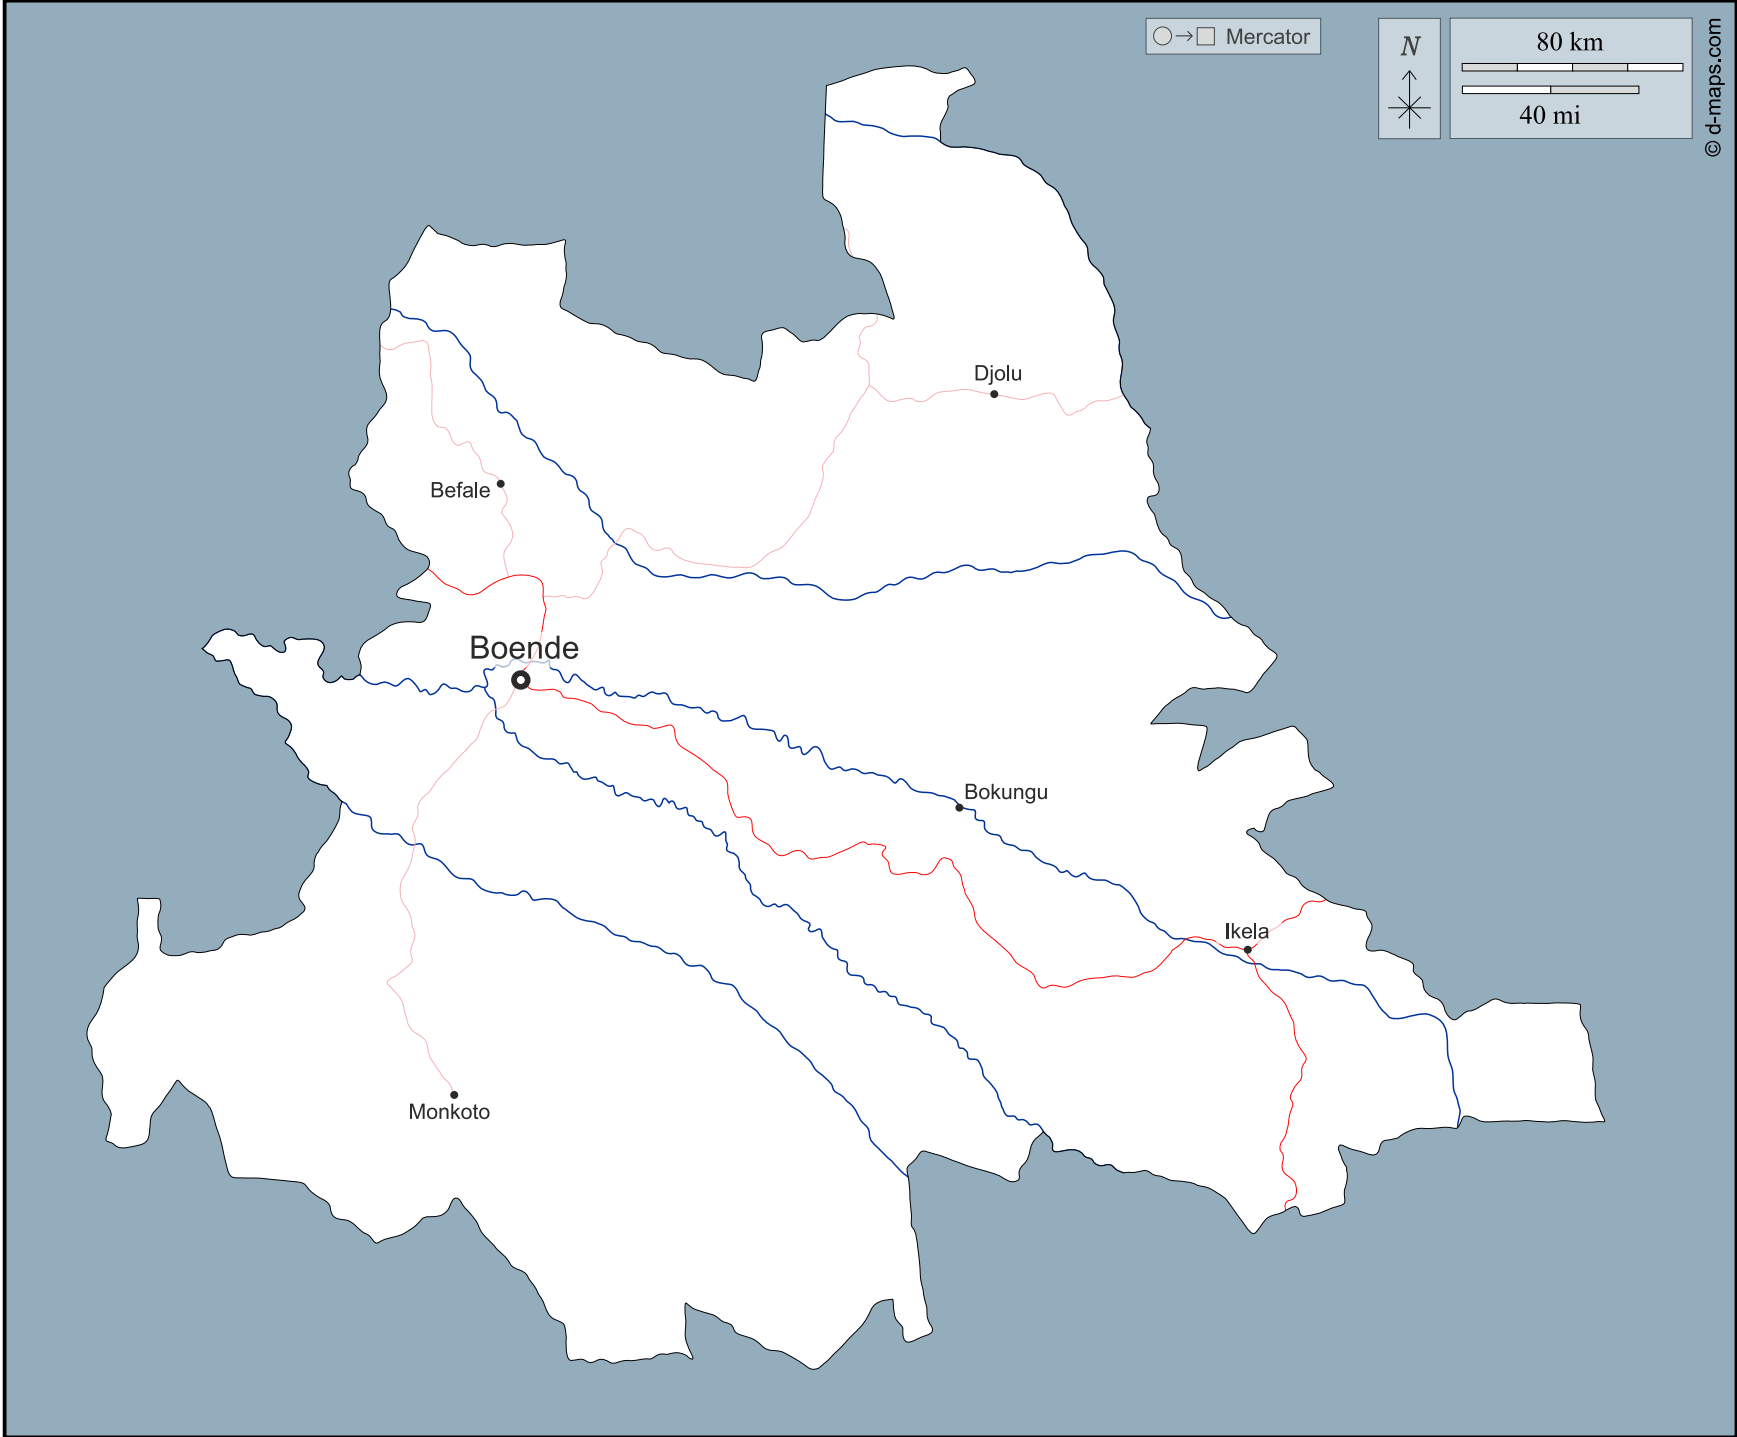 Mercator
N
80 km
40 mi
© d-maps.com
Djolu
Befale
Boende
Bokungu
Ikela
Monkoto